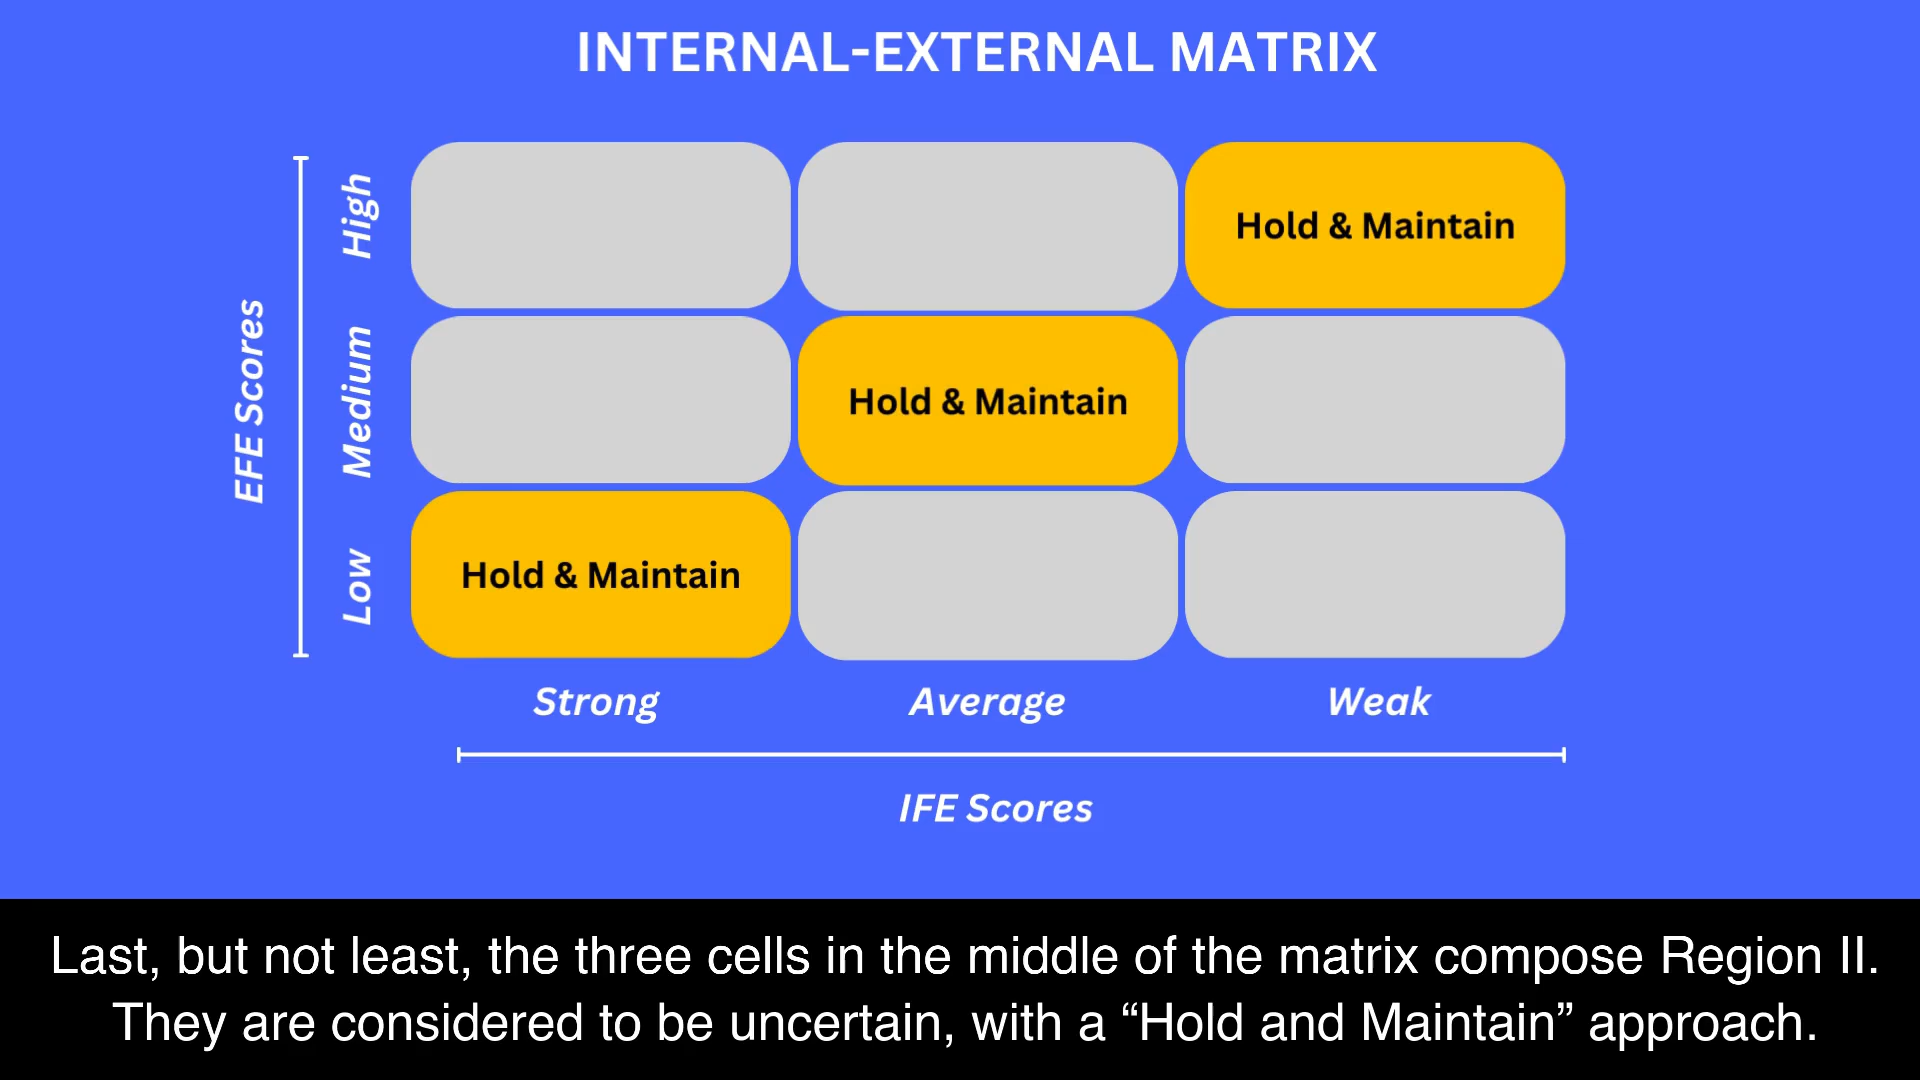 INTERNAL-EXTERNAL MATRIX
EFE Scores
High
Medium
Low
Hold & Maintain
Hold & Maintain
Hold & Maintain
Strong
Average
Weak
IFE Scores
Last, but not least, the three cells in the middle of the matrix compose Region II.
They are considered to be uncertain, with a “Hold and Maintain” approach.